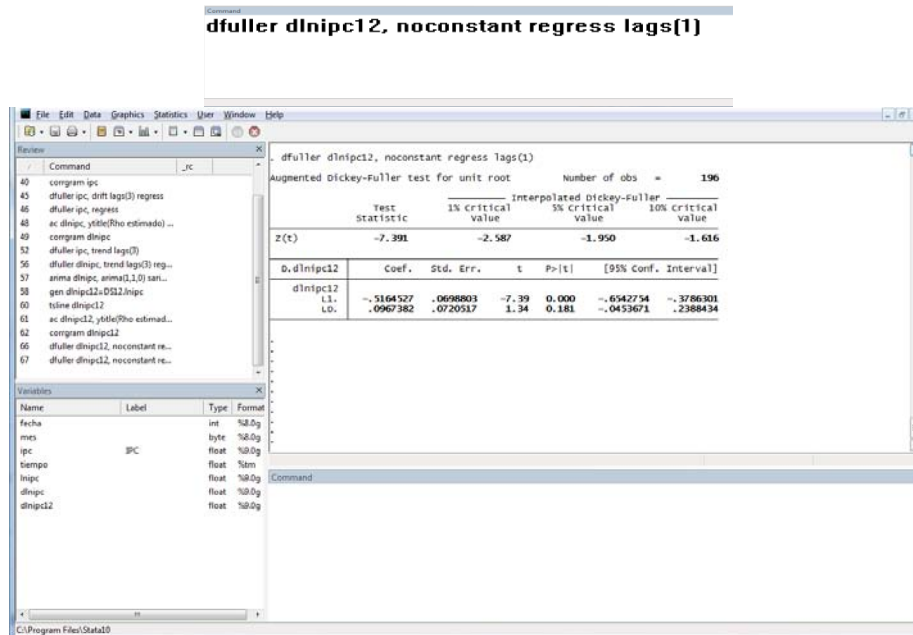 Command
dfuller dlnipc12, noconstant regress lags(1)
File Edit Data Graphics Statistics User Window Help
Review
Command _rc
40 corrgram ipc
45 dfuller ipc, drift lags(3) regress
46 dfuller ipc, regress
48 ac dlnipc, ytitle(Rho estimado) ...
49 corrgram dlnipc
52 dfuller ipc, trend lags(3)
56 dfuller dlnipc, trend lags(3) reg...
57 arima dlnipc, arima(1,1,0) sari...
58 gen dlnipc12=DS12.lnipc
60 tsline dlnipc12
61 ac dlnipc12, ytitle(Rho estimad...
62 corrgram dlnipc12
66 dfuller dlnipc12, noconstant re...
67 dfuller dlnipc12, noconstant re...
Variables
Name Label Type Format
fecha int %8.0g
mes byte %8.0g
ipc IPC float %9.0g
tiempo float %tm
lnipc float %9.0g
dlnipc float %9.0g
dlnipc12 float %9.0g
. dfuller dlnipc12, noconstant regress lags(1)
Augmented Dickey-Fuller test for unit root Number of obs = 196
Interpolated Dickey-Fuller
Test 1% Critical 5% Critical 10% Critical
Statistic Value Value Value
Z(t) -7.391 -2.587 -1.950 -1.616
D.dlnipc12 Coef. Std. Err. t P>|t| [95% Conf. Interval]
dlnipc12
L1. -.5164527 .0698803 -7.39 0.000 -.6542754 -.3786301
LD. .0967382 .0720517 1.34 0.181 -.0453671 .2388434
Command
C:\Program Files\Stata10